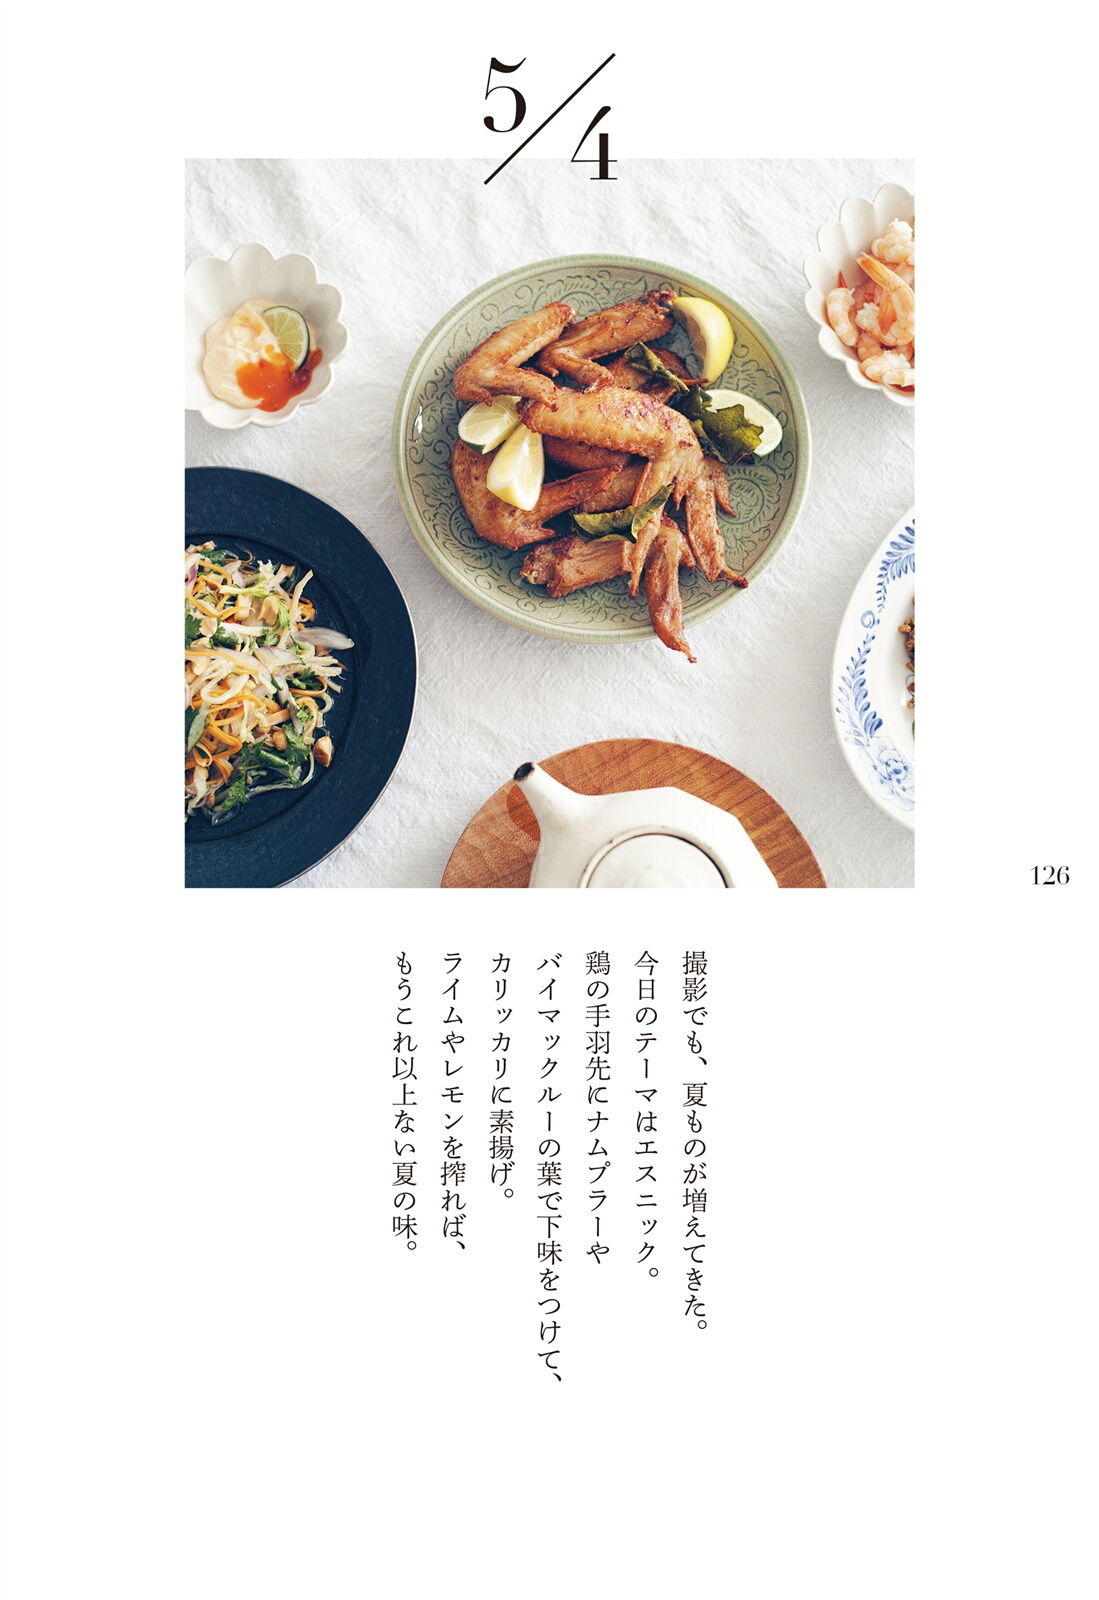 5/4
126
撮影でも、夏ものが増えてきた。
今日のテーマはエスニック。
鶏の手羽先にナムプラーや
バイマックルーの葉で下味をつけて、
カリッカリに素揚げ。
ライムやレモンを搾れば、
もうこれ以上ない夏の味。